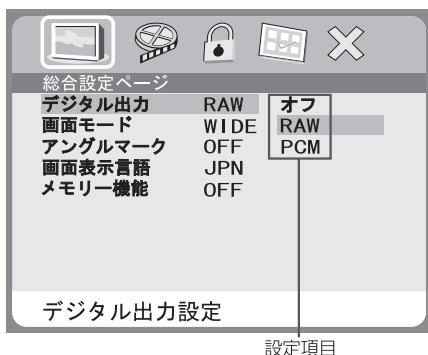 総合設定ページ
デジタル出力 RAW オフ
画面モード WIDE RAW
アングルマーク OFF PCM
画面表示言語 JPN
メモリー機能 OFF
デジタル出力設定
設定項目